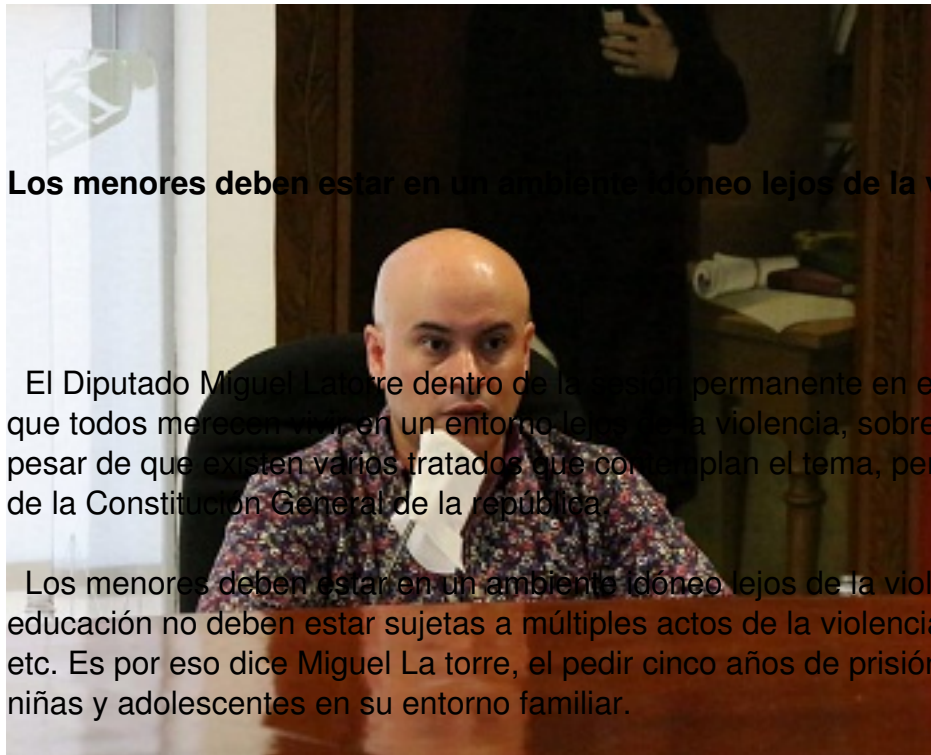 Los menores deben estar en un ambiente idóneo lejos de la v
El Diputado Miguel Latorre dentro de la sesión permanente en e
que todos merecen vivir en un entorno lejos de la violencia, sobre
pesar de que existen varios tratados que contemplan el tema, per
de la Constitución General de la república.
Los menores deben estar en un ambiente idóneo lejos de la viol
educación no deben estar sujetas a múltiples actos de la violencia
etc. Es por eso dice Miguel La torre, el pedir cinco años de prisión
niñas y adolescentes en su entorno familiar.